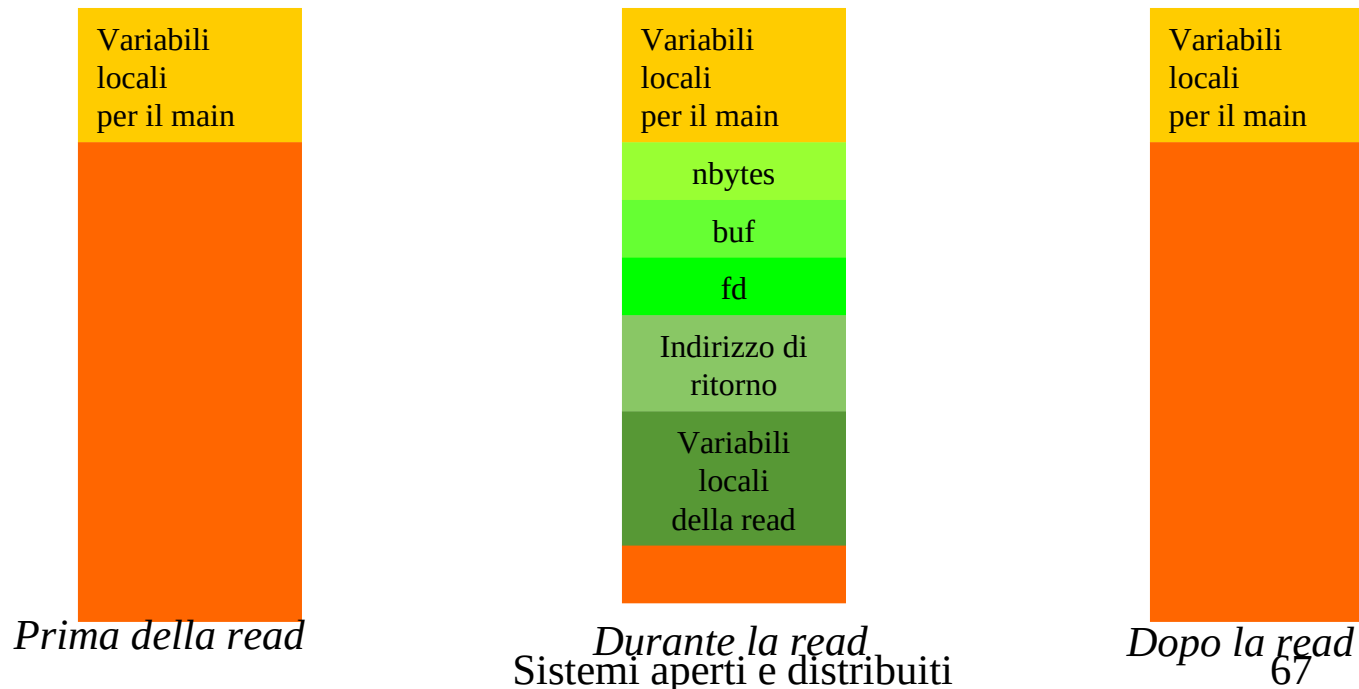 Variabili
locali
per il main
Variabili
locali
per il main
nbytes
buf
fd
Indirizzo di
ritorno
Variabili
locali
della read
Variabili
locali
per il main
Prima della read
Durante la read
Dopo la read
Sistemi aperti e distribuiti
67